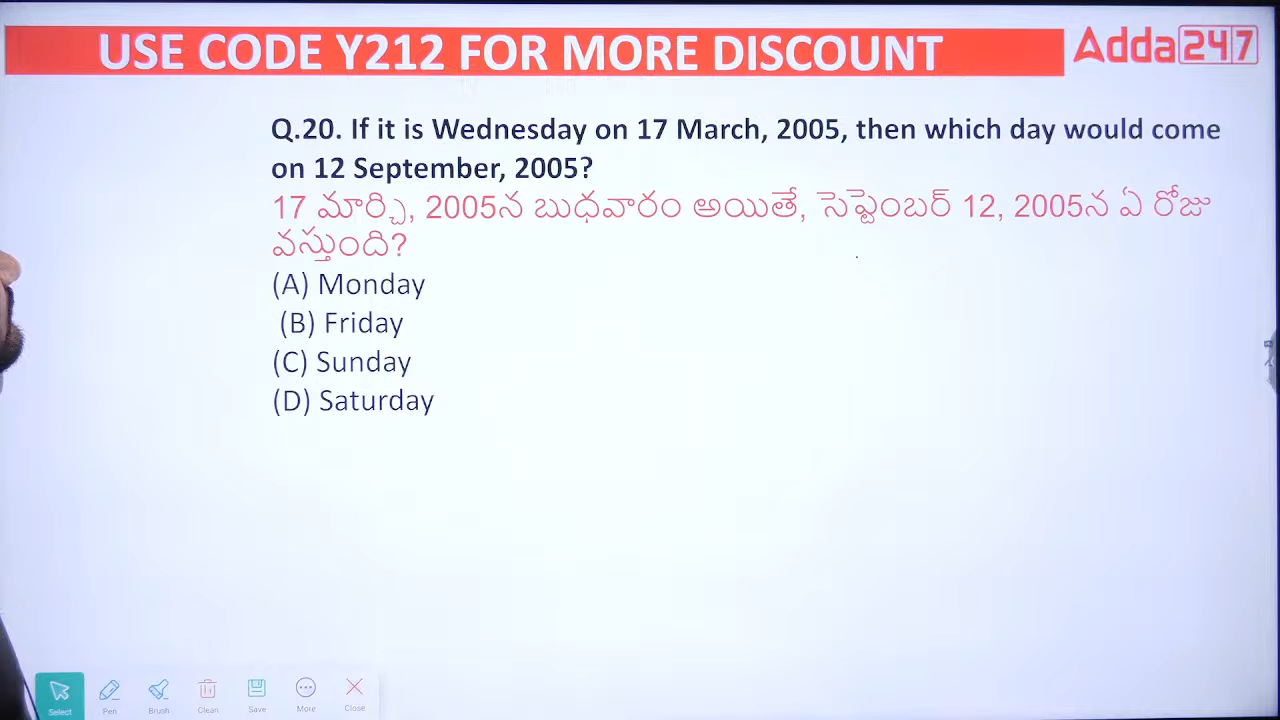 USE CODE Y212 FOR MORE DISCOUNT
Adda247
Q.20. If it is Wednesday on 17 March, 2005, then which day would come
on 12 September, 2005?
17 మార్చి, 2005న బుధవారం అయితే, సెప్టెంబర్ 12, 2005న ఏ రోజు
వస్తుంది?
(A) Monday
(B) Friday
(C) Sunday
(D) Saturday
Select
Pen
Brush
Clean
Save
More
Close